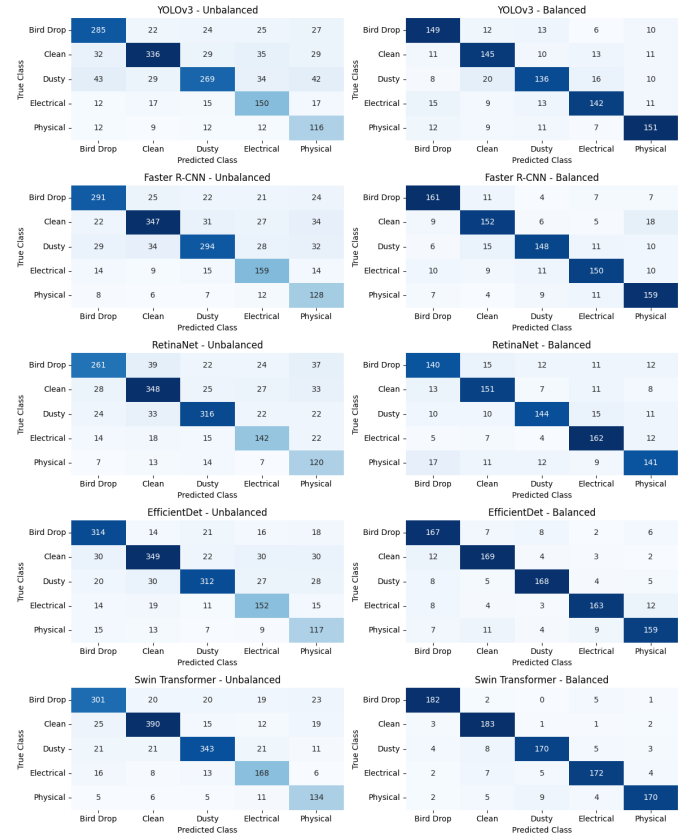 YOLOv3 - Unbalanced
True Class
Bird Drop 285 22 24 25 27
Clean 32 336 29 35 29
Dusty 43 29 269 34 42
Electrical 12 17 15 150 17
Physical 12 9 12 12 116
Bird Drop Clean Dusty Electrical Physical
Predicted Class
YOLOv3 - Balanced
True Class
Bird Drop 149 12 13 6 10
Clean 11 145 10 13 11
Dusty 8 20 136 16 10
Electrical 15 9 13 142 11
Physical 12 9 11 7 151
Bird Drop Clean Dusty Electrical Physical
Predicted Class
Faster R-CNN - Unbalanced
True Class
Bird Drop 291 25 22 21 24
Clean 22 347 31 27 34
Dusty 29 34 294 28 32
Electrical 14 9 15 159 14
Physical 8 6 7 12 128
Bird Drop Clean Dusty Electrical Physical
Predicted Class
Faster R-CNN - Balanced
True Class
Bird Drop 161 11 4 7 7
Clean 9 152 6 5 18
Dusty 6 15 148 11 10
Electrical 10 9 11 150 10
Physical 7 4 9 11 159
Bird Drop Clean Dusty Electrical Physical
Predicted Class
RetinaNet - Unbalanced
True Class
Bird Drop 261 39 22 24 37
Clean 28 348 25 27 33
Dusty 24 33 316 22 22
Electrical 14 18 15 142 22
Physical 7 13 14 7 120
Bird Drop Clean Dusty Electrical Physical
Predicted Class
RetinaNet - Balanced
True Class
Bird Drop 140 15 12 11 12
Clean 13 151 7 11 8
Dusty 10 10 144 15 11
Electrical 5 7 4 162 12
Physical 17 11 12 9 141
Bird Drop Clean Dusty Electrical Physical
Predicted Class
EfficientDet - Unbalanced
True Class
Bird Drop 314 14 21 16 18
Clean 30 349 22 30 30
Dusty 20 30 312 27 28
Electrical 14 19 11 152 15
Physical 15 13 7 9 117
Bird Drop Clean Dusty Electrical Physical
Predicted Class
EfficientDet - Balanced
True Class
Bird Drop 167 7 8 2 6
Clean 12 169 4 3 2
Dusty 8 5 168 4 5
Electrical 8 4 3 163 12
Physical 7 11 4 9 159
Bird Drop Clean Dusty Electrical Physical
Predicted Class
Swin Transformer - Unbalanced
True Class
Bird Drop 301 20 20 19 23
Clean 25 390 15 12 19
Dusty 21 21 343 21 11
Electrical 16 8 13 168 6
Physical 5 6 5 11 134
Bird Drop Clean Dusty Electrical Physical
Predicted Class
Swin Transformer - Balanced
True Class
Bird Drop 182 2 0 5 1
Clean 3 183 1 1 2
Dusty 4 8 170 5 3
Electrical 2 7 5 172 4
Physical 2 5 9 4 170
Bird Drop Clean Dusty Electrical Physical
Predicted Class